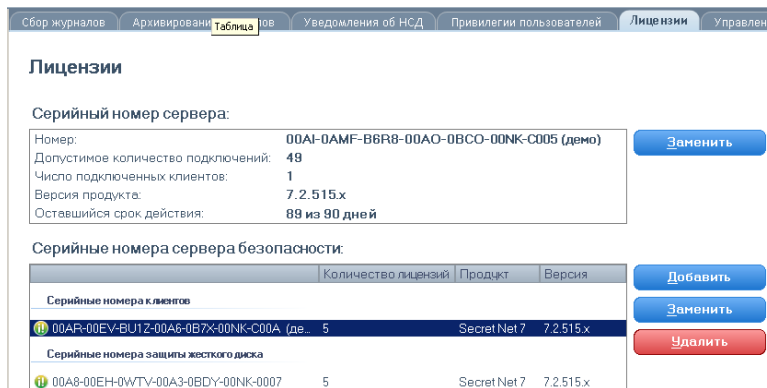 Сбор журналов Архивирован Таблица ов Уведомления об НСД Привилегии пользователей Лицензии Управлен
Лицензии
Серийный номер сервера:
Номер: 00AI-0AMF-B6R8-00AO-0BCO-00NK-C005 (демо) Заменить
Допустимое количество подключений: 49
Число подключенных клиентов: 1
Версия продукта: 7.2.515.x
Оставшийся срок действия: 89 из 90 дней
Серийные номера сервера безопасности:
Количество лицензий Продукт Версия Добавить
Серийные номера клиентов Заменить
00AR-00EV-BU1Z-00A6-0B7X-00NK-C00A (де... 5 Secret Net 7 7.2.515.x Удалить
Серийные номера защиты жесткого диска
00A8-00EH-0WTV-00A3-0BDY-00NK-0007 5 Secret Net 7 7.2.515.x